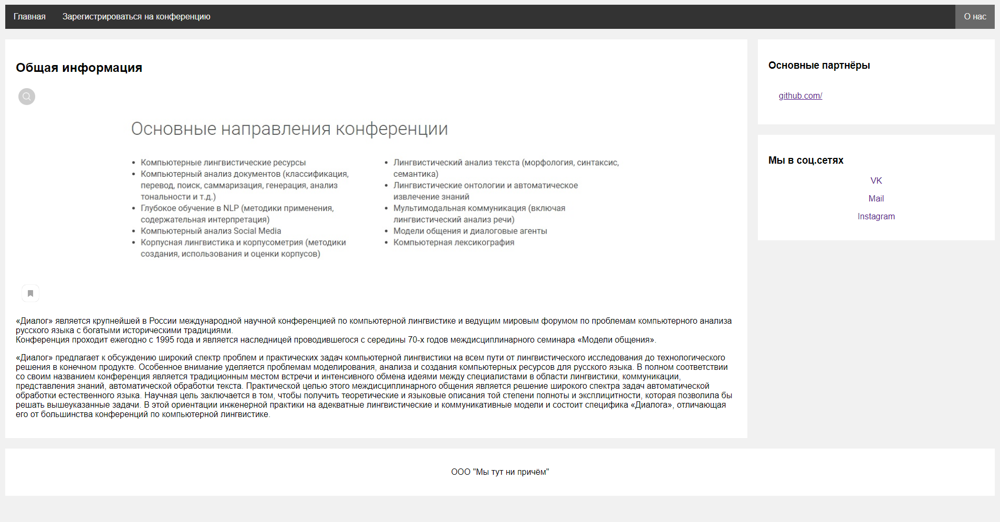 Главная
Зарегистрироваться на конференцию
О нас
Общая информация
Основные направления конференции
Компьютерные лингвистические ресурсы
Компьютерный анализ документов (классификация,
перевод, поиск, саммаризация, генерация, анализ
тональности и т.д.)
Глубокое обучение в NLP (методики применения,
содержательная интерпретация)
Компьютерный анализ Social Media
Корпусная лингвистика и корпусометрия (методики
создания, использования и оценки корпусов)
Лингвистический анализ текста (морфология, синтаксис,
семантика)
Лингвистические онтологии и автоматическое
извлечение знаний
Мультимодальная коммуникация (включая
лингвистический анализ речи)
Модели общения и диалоговые агенты
Компьютерная лексикография
«Диалог» является крупнейшей в России международной научной конференцией по компьютерной лингвистике и ведущим мировым форумом по проблемам компьютерного анализа
русского языка с богатыми историческими традициями.
Конференция проходит ежегодно с 1995 года и является наследницей проводившегося с середины 70-х годов междисциплинарного семинара «Модели общения».
«Диалог» предлагает к обсуждению широкий спектр проблем и практических задач компьютерной лингвистики на всем пути от лингвистического исследования до технологического
решения в конечном продукте. Особенное внимание уделяется проблемам моделирования, анализа и создания компьютерных ресурсов для русского языка. В полном соответствии
со своим названием конференция является традиционным местом встречи и интенсивного обмена идеями между специалистами в области лингвистики, коммуникации,
представления знаний, автоматической обработки текста. Практической целью этого междисциплинарного общения является решение широкого спектра задач автоматической
обработки естественного языка. Научная цель заключается в том, чтобы получить теоретические и языковые описания той степени полноты и эксплицитности, которая позволила бы
решать вышеуказанные задачи. В этой ориентации инженерной практики на адекватные лингвистические и коммуникативные модели и состоит специфика «Диалога», отличающая
его от большинства конференций по компьютерной лингвистике.
Основные партнёры
github.com/
Мы в соц.сетях
VK
Mail
Instagram
ООО "Мы тут ни причём"